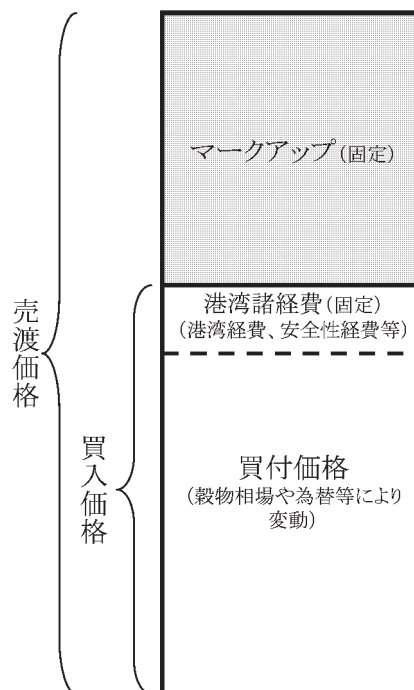 マークアップ(固定)
港湾諸経費(固定)
(港湾経費、安全性経費等)
売渡価格
買入価格
買付価格
(穀物相場や為替等により
変動)